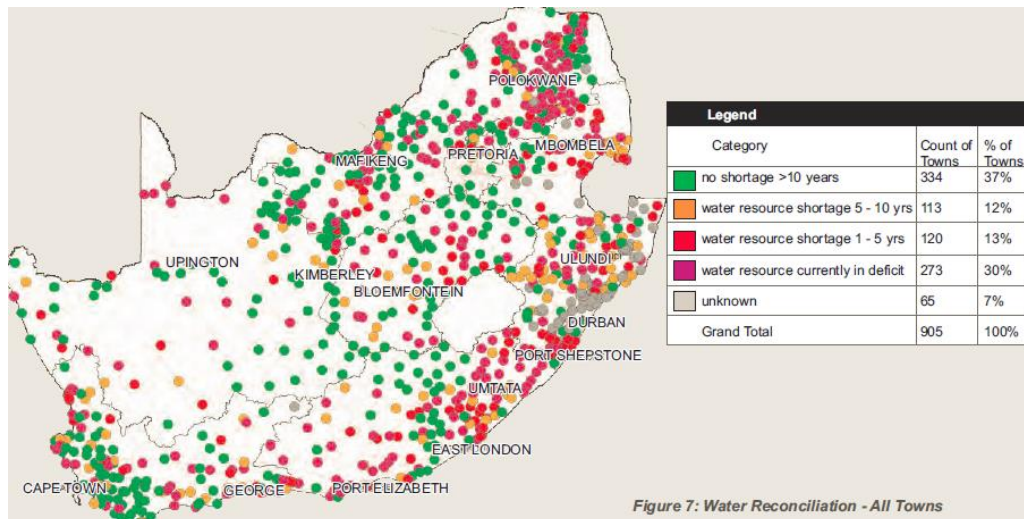 POLOKWANE
MBOMBELA
PRETORIA
MAFIKENG
UPINGTON
KIMBERLEY
BLOEMFONTEIN
ULUNDI
DURBAN
PORT SHEPSTONE
UMTATA
EAST LONDON
CAPE TOWN
GEORGE
PORT ELIZABETH
Legend
Category Count of Towns % of Towns
no shortage >10 years 334 37%
water resource shortage 5 - 10 yrs 113 12%
water resource shortage 1 - 5 yrs 120 13%
water resource currently in deficit 273 30%
unknown 65 7%
Grand Total 905 100%
Figure 7: Water Reconciliation - All Towns